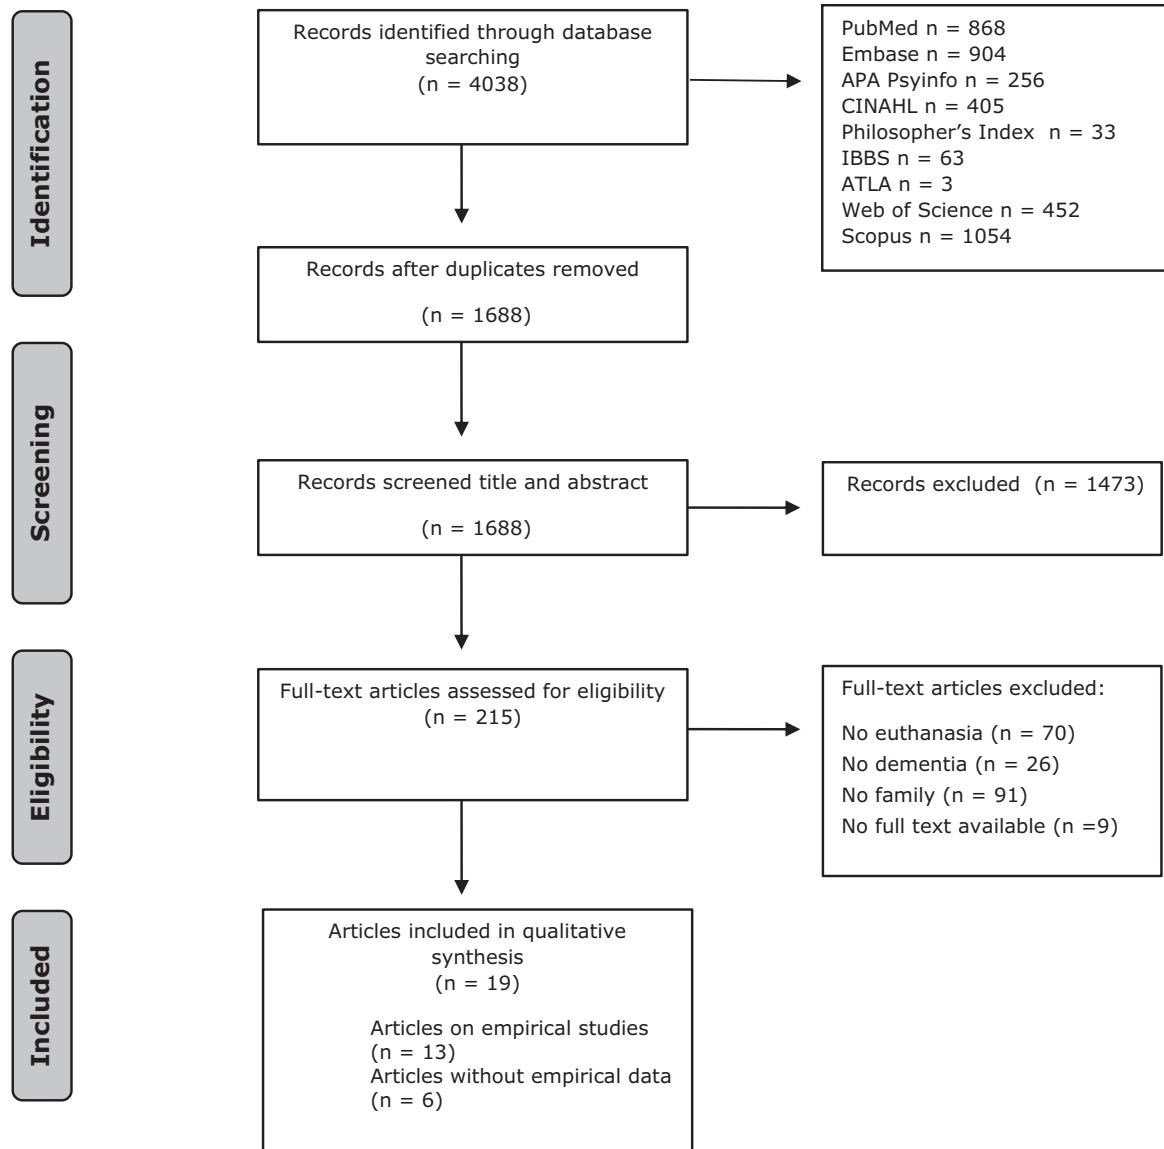 Identification
Records identified through database
searching
(n = 4038)
PubMed n = 868
Embase n = 904
APA Psyinfo n = 256
CINAHL n = 405
Philosopher’s Index n = 33
IBBS n = 63
ATLA n = 3
Web of Science n = 452
Scopus n = 1054
Records after duplicates removed
(n = 1688)
Screening
Records screened title and abstract
(n = 1688)
Records excluded (n = 1473)
Eligibility
Full-text articles assessed for eligibility
(n = 215)
Full-text articles excluded:
No euthanasia (n = 70)
No dementia (n = 26)
No family (n = 91)
No full text available (n =9)
Included
Articles included in qualitative
synthesis
(n = 19)
Articles on empirical studies
(n = 13)
Articles without empirical data
(n = 6)